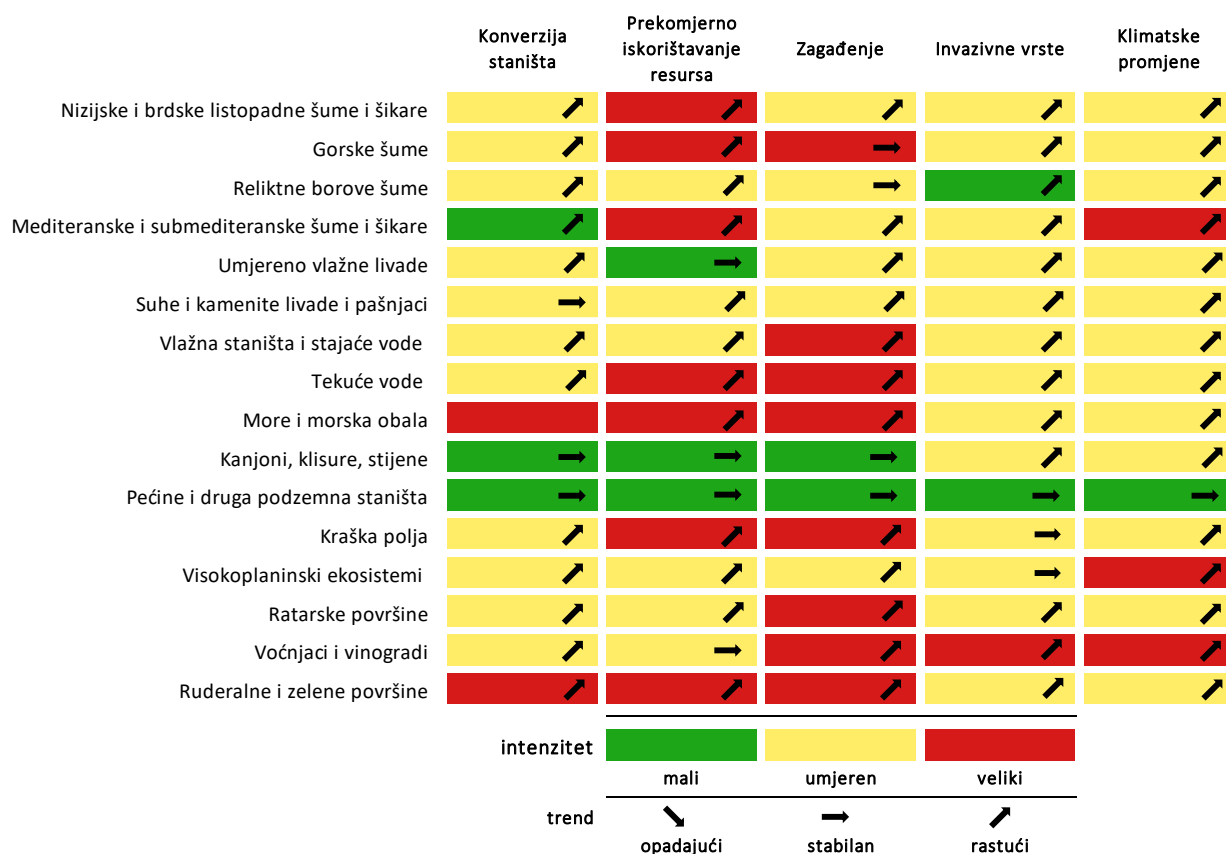 Konverzija
staništa
Prekomjerno
iskorištavanje
resursa
Zagađenje
Invazivne vrste
Klimatske
promjene
Nizijske i brdske listopadne šume i šikare
Gorske šume
Reliktne borove šume
Mediteranske i submediteranske šume i šikare
Umjereno vlažne livade
Suhe i kamenite livade i pašnjaci
Vlažna staništa i stajaće vode
Tekuće vode
More i morska obala
Kanjoni, klisure, stijene
Pećine i druga podzemna staništa
Kraška polja
Visokoplaninski ekosistemi
Ratarske površine
Voćnjaci i vinogradi
Ruderalne i zelene površine
intenzitet
mali umjeren veliki
trend
opadajući stabilan rastući